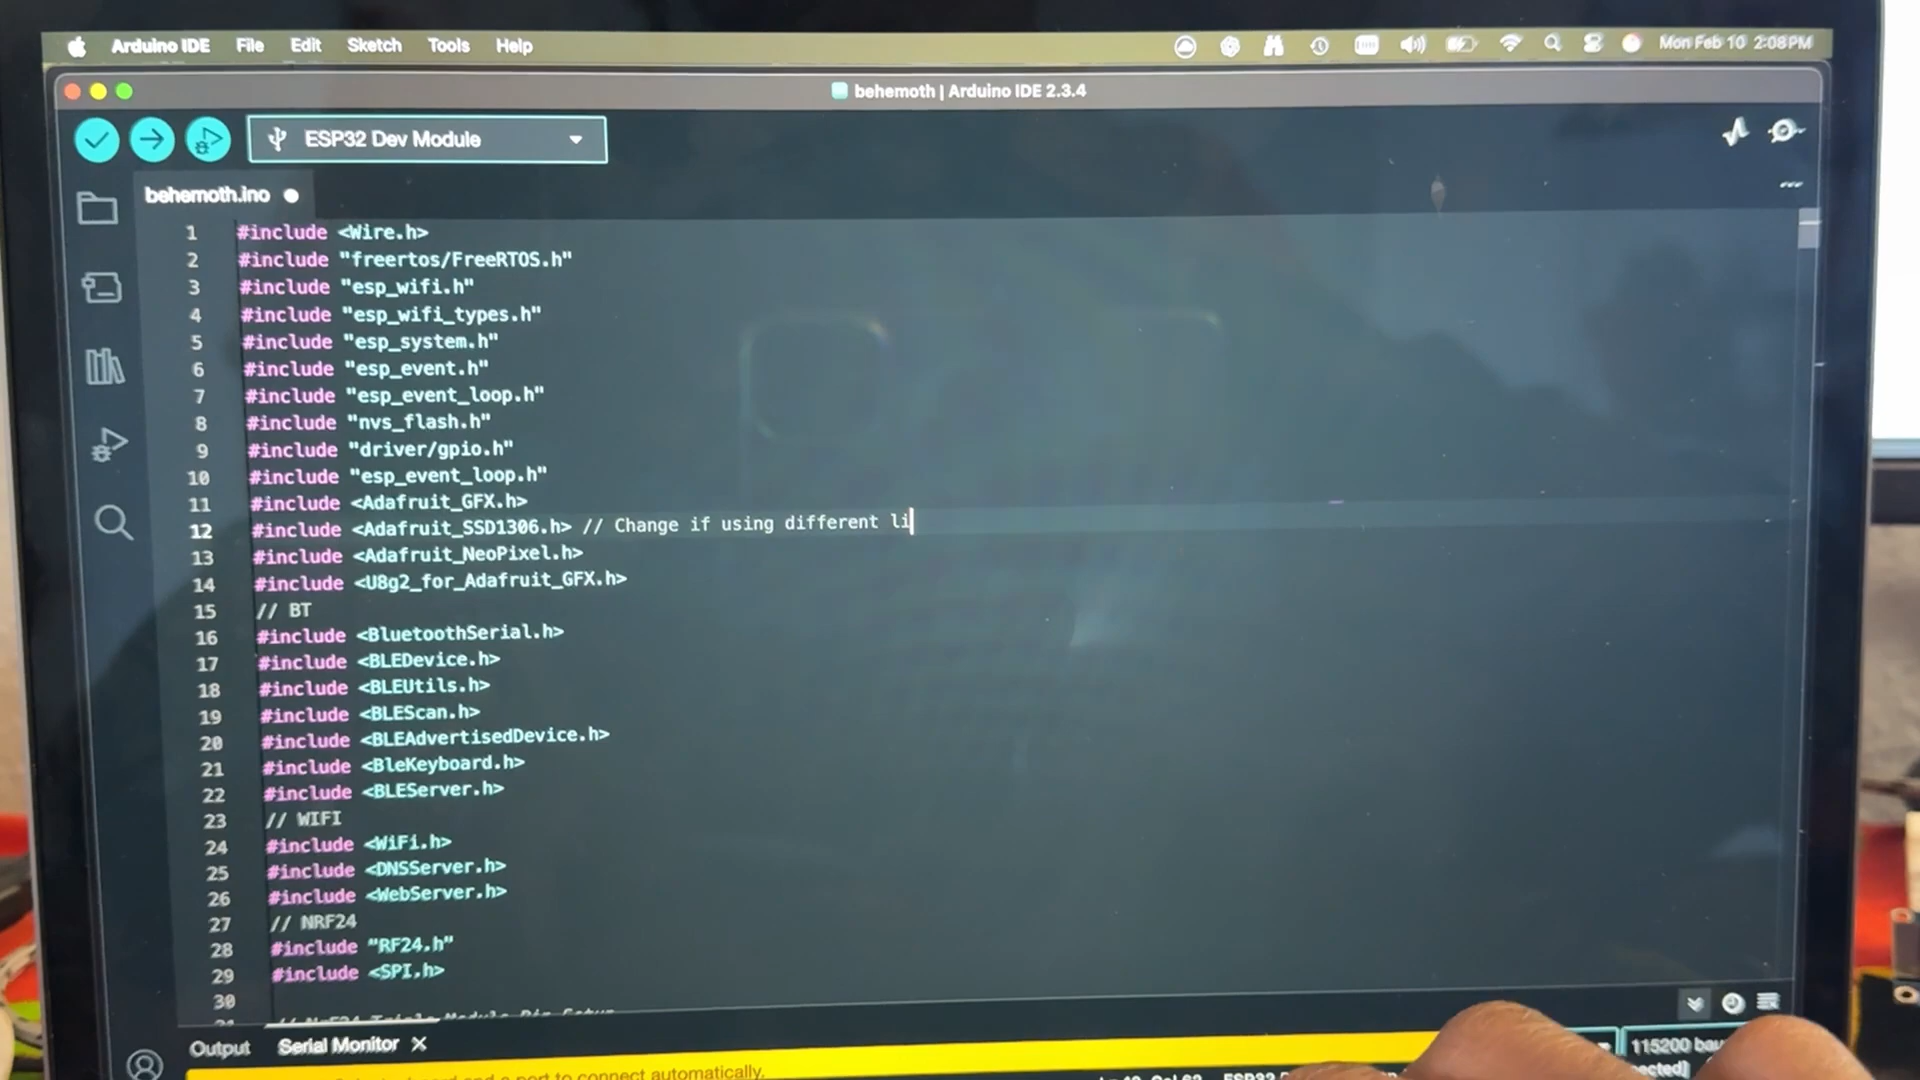 Arduino IDE File Edit Sketch Tools Help Mon Feb 10 2:08PM
behemoth | Arduino IDE 2.3.4
ESP32 Dev Module
behemoth.ino
1 #include <Wire.h>
2 #include "freertos/FreeRTOS.h"
3 #include "esp_wifi.h"
4 #include "esp_wifi_types.h"
5 #include "esp_system.h"
6 #include "esp_event.h"
7 #include "esp_event_loop.h"
8 #include "nvs_flash.h"
9 #include "driver/gpio.h"
10 #include "esp_event_loop.h"
11 #include <Adafruit_GFX.h>
12 #include <Adafruit_SSD1306.h> // Change if using different li
13 #include <Adafruit_NeoPixel.h>
14 #include <U8g2_for_Adafruit_GFX.h>
15 // BT
16 #include <BluetoothSerial.h>
17 #include <BLEDevice.h>
18 #include <BLEUtils.h>
19 #include <BLEScan.h>
20 #include <BLEAdvertisedDevice.h>
21 #include <BleKeyboard.h>
22 #include <BLEServer.h>
23 // WIFI
24 #include <WiFi.h>
25 #include <DNSServer.h>
26 #include <WebServer.h>
27 // NRF24
28 #include "RF24.h"
29 #include <SPI.h>
30
Output Serial Monitor
115200 bau
and a port to connect automatically.
ESP32